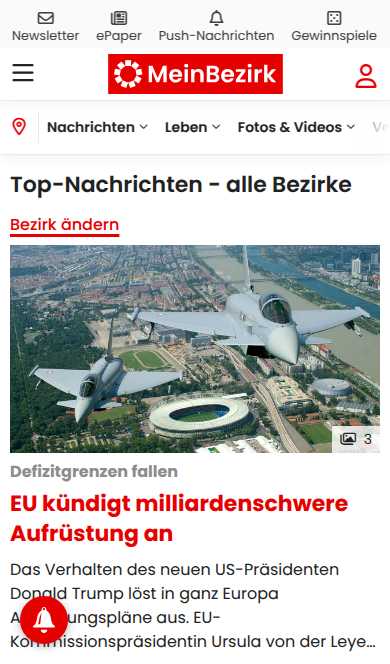 Newsletter
ePaper
Push-Nachrichten
Gewinnspiele
MeinBezirk
Nachrichten
Leben
Fotos & Videos
Top-Nachrichten - alle Bezirke
Bezirk ändern
3
Defizitgrenzen fallen
EU kündigt milliardenschwere
Aufrüstung an
Das Verhalten des neuen US-Präsidenten
Donald Trump löst in ganz Europa
ungspläne aus. EU-
Kommissionspräsidentin Ursula von der Leye...